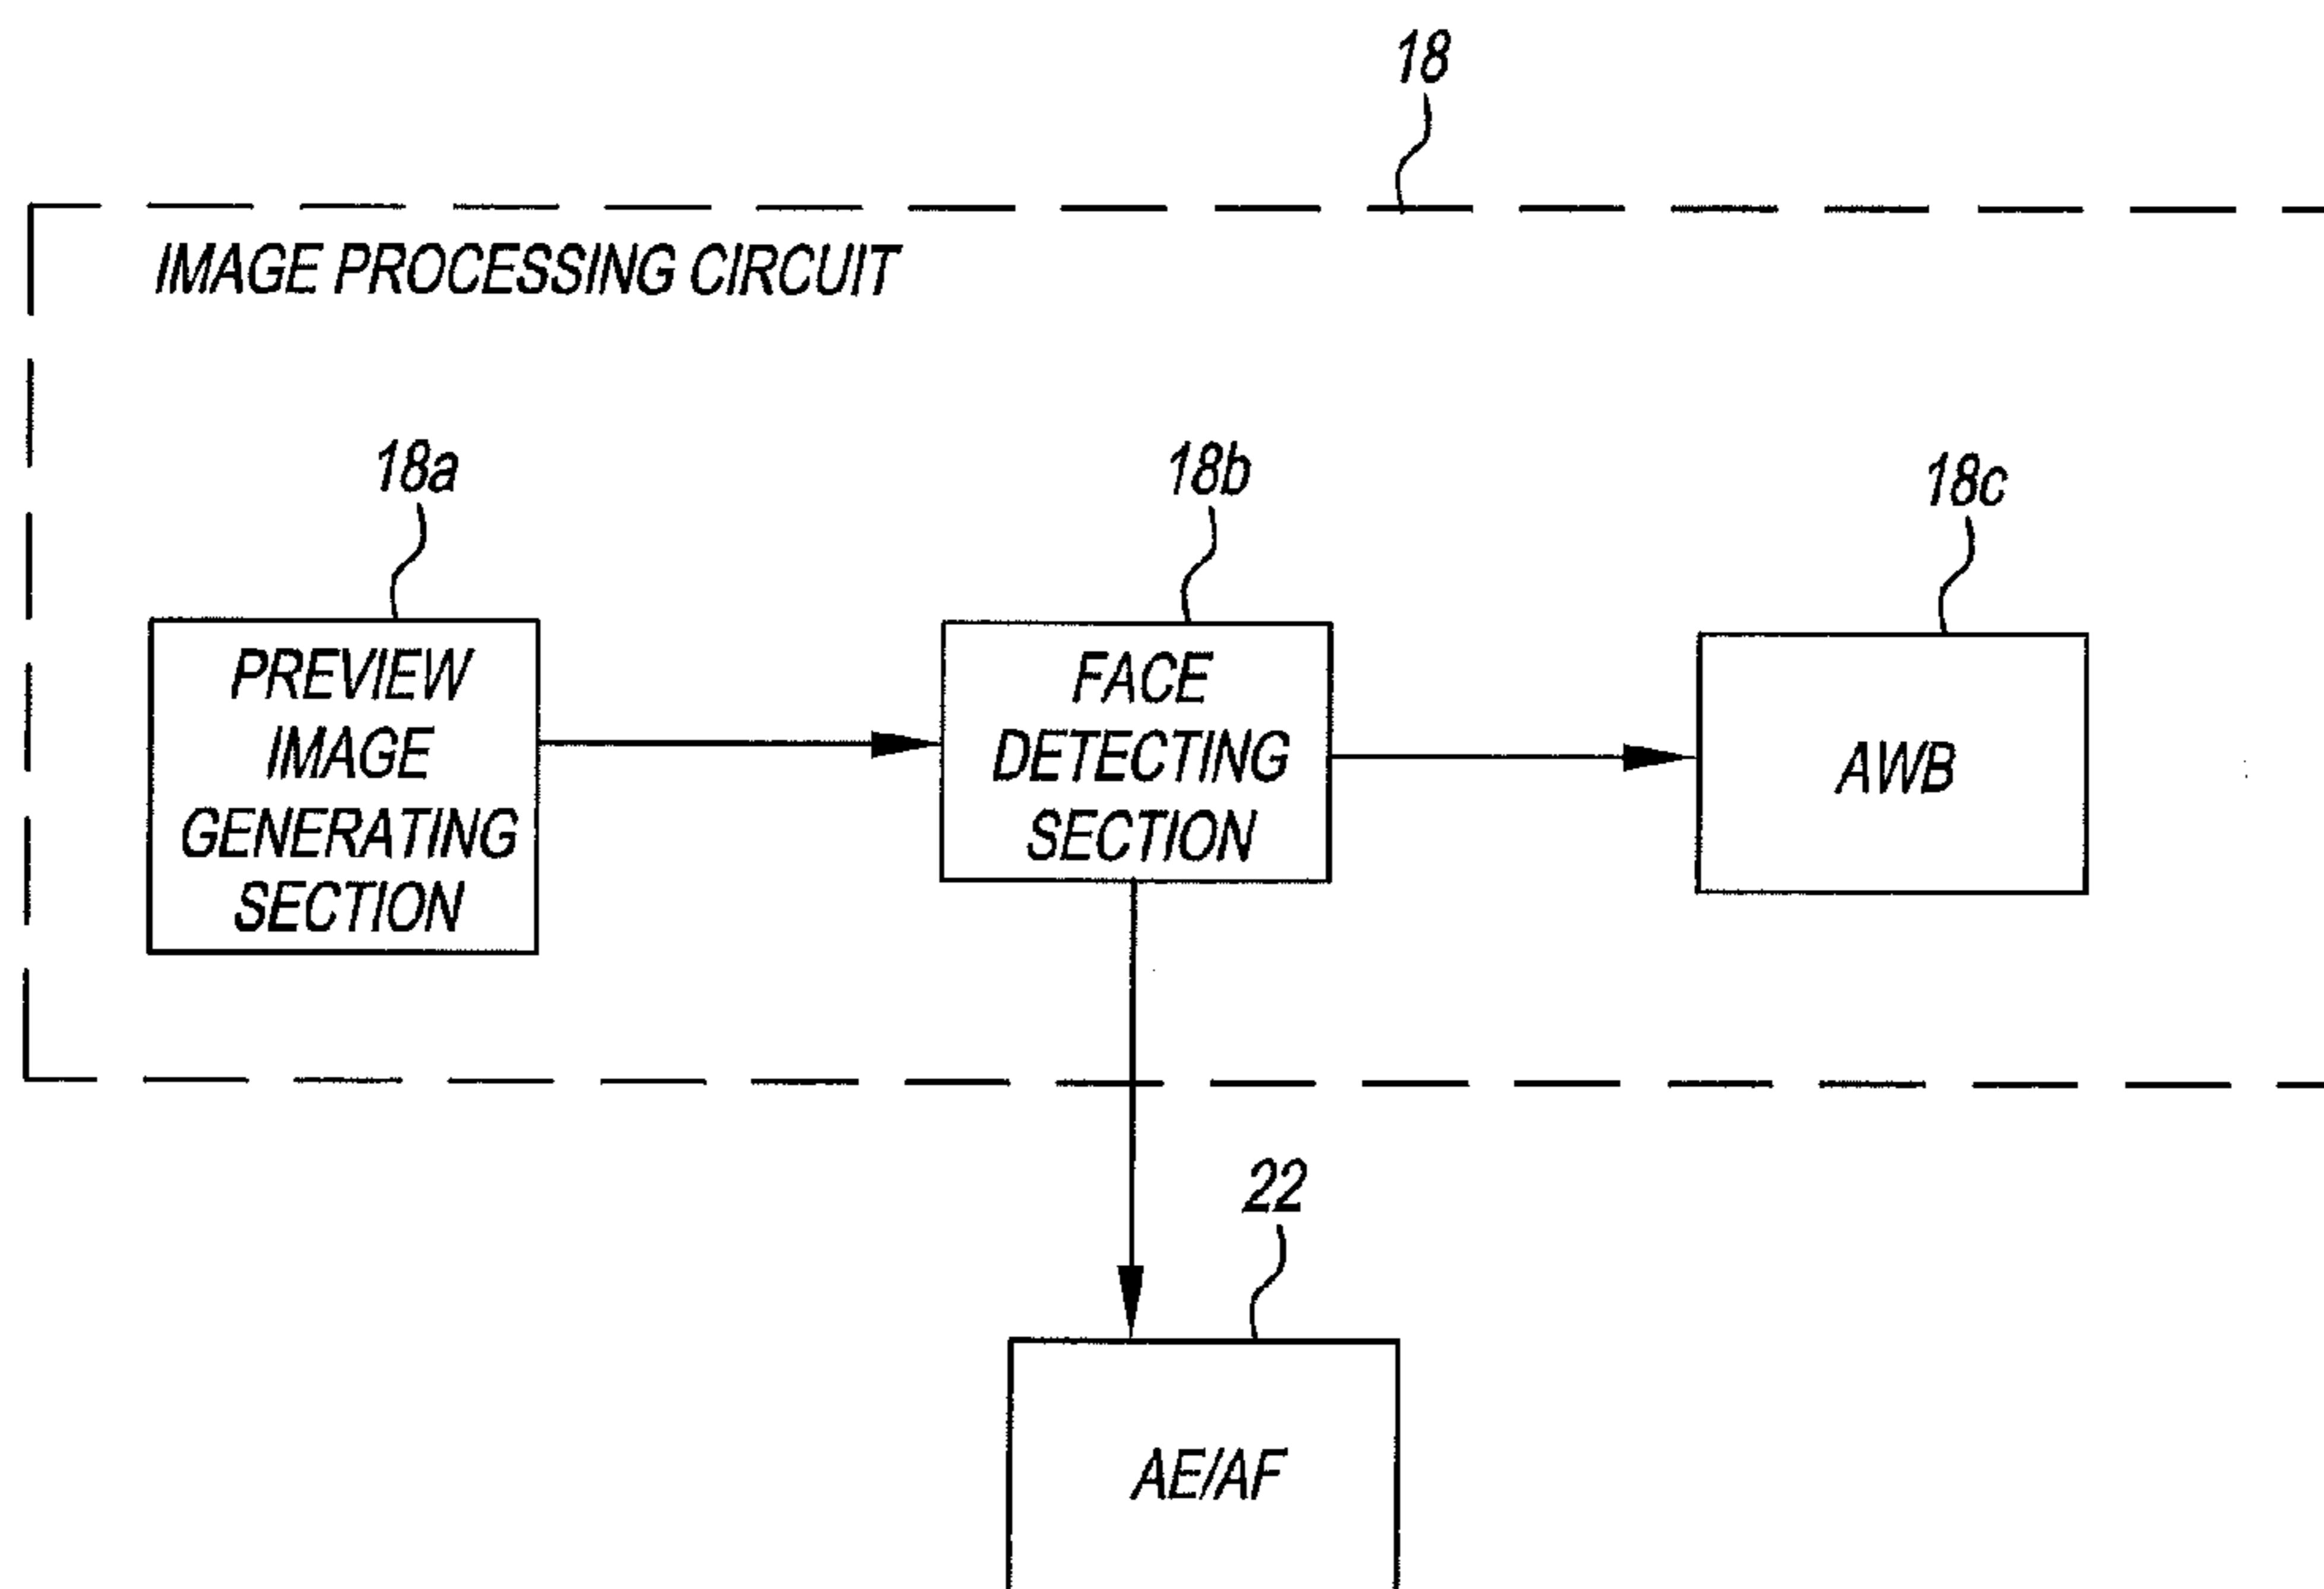 18
IMAGE PROCESSING CIRCUIT
18a
18b
18c
PREVIEW
IMAGE
GENERATING
SECTION
FACE
DETECTING
SECTION
AWB
22
AE/AF